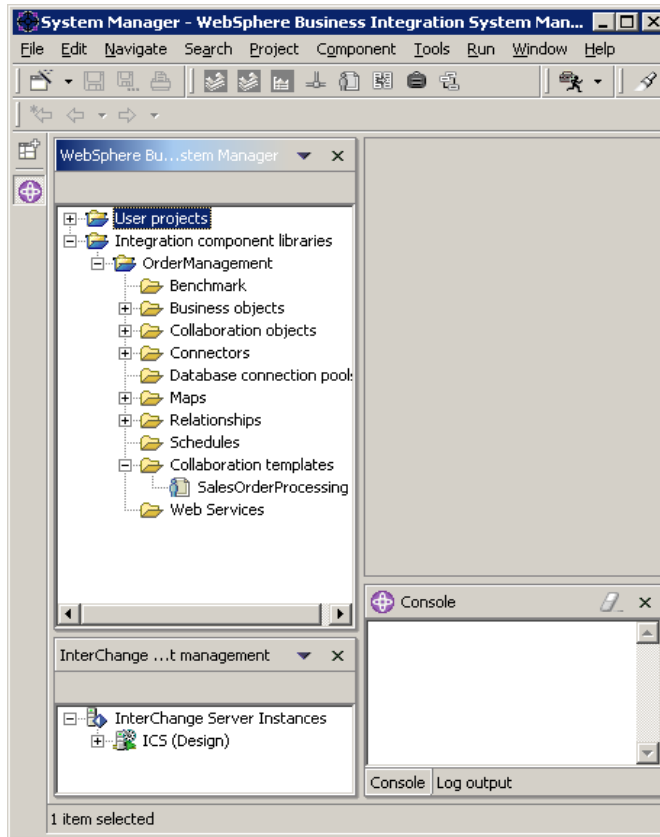 System Manager - WebSphere Business Integration System Man...
File Edit Navigate Search Project Component Tools Run Window Help
WebSphere Bu...stem Manager
User projects
Integration component libraries
OrderManagement
Benchmark
Business objects
Collaboration objects
Connectors
Database connection pools
Maps
Relationships
Schedules
Collaboration templates
SalesOrderProcessing
Web Services
Console
InterChange ...t management
InterChange Server Instances
ICS (Design)
Console Log output
1 item selected